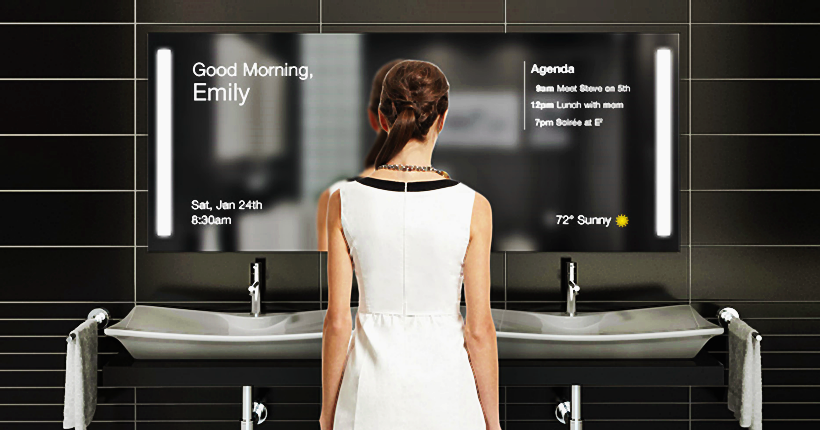 Good Morning,
Emily
Agenda
9am Meet Steve on 5th
12pm Lunch with mom
7pm Soirée at E²
Sat, Jan 24th
8:30am
72° Sunny